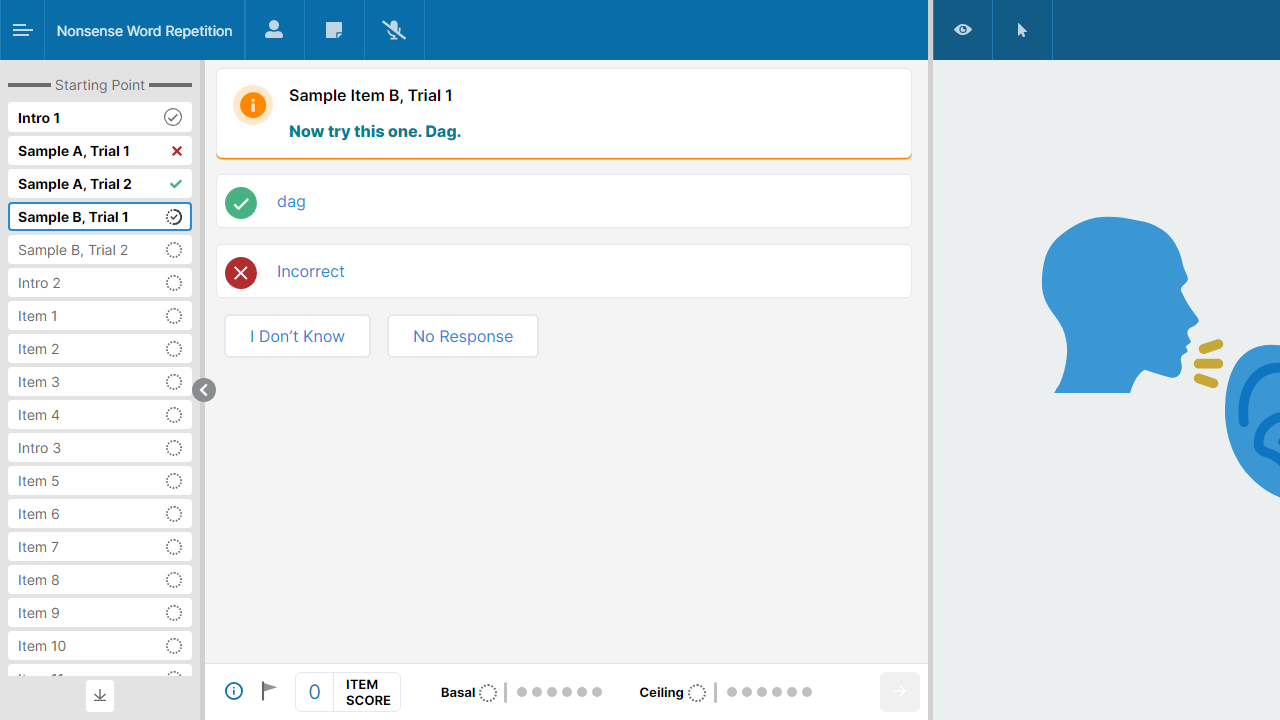 Nonsense Word Repetition
Starting Point
Intro 1
Sample A, Trial 1
Sample A, Trial 2
Sample B, Trial 1
Sample B, Trial 2
Intro 2
Item 1
Item 2
Item 3
Item 4
Intro 3
Item 5
Item 6
Item 7
Item 8
Item 9
Item 10
Sample Item B, Trial 1
Now try this one. Dag.
dag
Incorrect
I Don’t Know
No Response
0
ITEM
SCORE
Basal
Ceiling